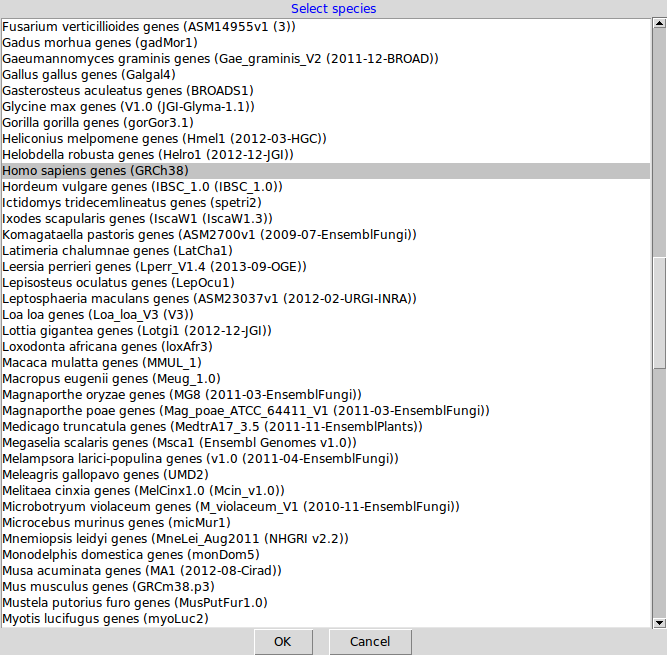 Select species
Fusarium verticillioides genes (ASM14955v1 (3))
Gadus morhua genes (gadMor1)
Gaeumannomyces graminis genes (Gae_graminis_V2 (2011-12-BROAD))
Gallus gallus genes (Galgal4)
Gasterosteus aculeatus genes (BROADS1)
Glycine max genes (V1.0 (JGI-Glyma-1.1))
Gorilla gorilla genes (gorGor3.1)
Heliconius melpomene genes (Hmel1 (2012-03-HGC))
Helobdella robusta genes (Helro1 (2012-12-JGI))
Homo sapiens genes (GRCh38)
Hordeum vulgare genes (IBSC_1.0 (IBSC_1.0))
Ictidomys tridecemlineatus genes (spetri2)
Ixodes scapularis genes (IscaW1 (IscaW1.3))
Komagataella pastoris genes (ASM2700v1 (2009-07-EnsemblFungi))
Latimeria chalumnae genes (LatCha1)
Leersia perrieri genes (Lperr_V1.4 (2013-09-OGE))
Lepisosteus oculatus genes (LepOcu1)
Leptosphaeria maculans genes (ASM23037v1 (2012-02-URGI-INRA))
Loa loa genes (Loa_loa_V3 (V3))
Lottia gigantea genes (Lotgi1 (2012-12-JGI))
Loxodonta africana genes (loxAfr3)
Macaca mulatta genes (MMUL_1)
Macropus eugenii genes (Meug_1.0)
Magnaporthe oryzae genes (MG8 (2011-03-EnsemblFungi))
Magnaporthe poae genes (Mag_poae_ATCC_64411_V1 (2011-03-EnsemblFungi))
Medicago truncatula genes (MedtrA17_3.5 (2011-11-EnsemblPlants))
Megaselia scalaris genes (Msca1 (Ensembl Genomes v1.0))
Melampsora larici-populina genes (v1.0 (2011-04-EnsemblFungi))
Meleagris gallopavo genes (UMD2)
Melitaea cinxia genes (MelCinx1.0 (Mcin_v1.0))
Microbotryum violaceum genes (M_violaceum_V1 (2010-11-EnsemblFungi))
Microcebus murinus genes (micMur1)
Mnemiopsis leidyi genes (MneLei_Aug2011 (NHGRI v2.2))
Monodelphis domestica genes (monDom5)
Musa acuminata genes (MA1 (2012-08-Cirad))
Mus musculus genes (GRCm38.p3)
Mustela putorius furo genes (MusPutFur1.0)
Myotis lucifugus genes (myoLuc2)
OK Cancel